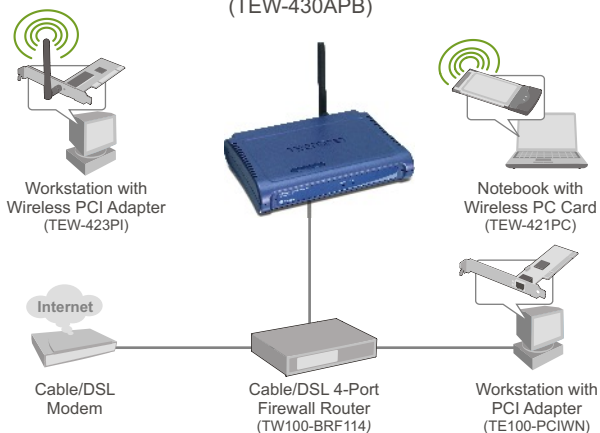 (TEW-430APB)
Workstation with
Wireless PCI Adapter
(TEW-423PI)
Notebook with
Wireless PC Card
(TEW-421PC)
Internet
Cable/DSL
Modem
Cable/DSL 4-Port
Firewall Router
(TW100-BRF114)
Workstation with
PCI Adapter
(TE100-PCIWN)